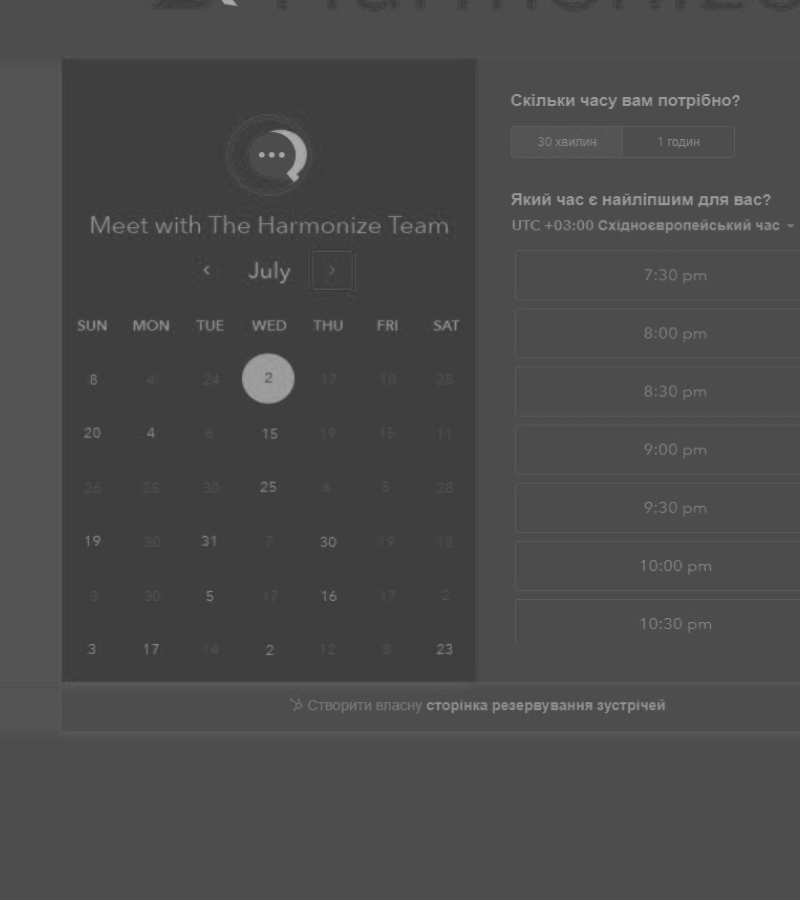 Meet with The Harmonize Team
July
SUN MON TUE WED THU FRI SAT
8 4 24 2 17 10 25
20 4 6 15 19 15 11
26 25 30 25 6 5 28
19 30 31 7 30 19 13
3 30 5 17 16 17 2
3 17 14 2 12 8 23
Скільки часу вам потрібно?
30 хвилин 1 годин
Який час є найліпшим для вас?
UTC +03:00 Східноєвропейський час
7:30 pm
8:00 pm
8:30 pm
9:00 pm
9:30 pm
10:00 pm
10:30 pm
Створити власну сторінка резервування зустрічей